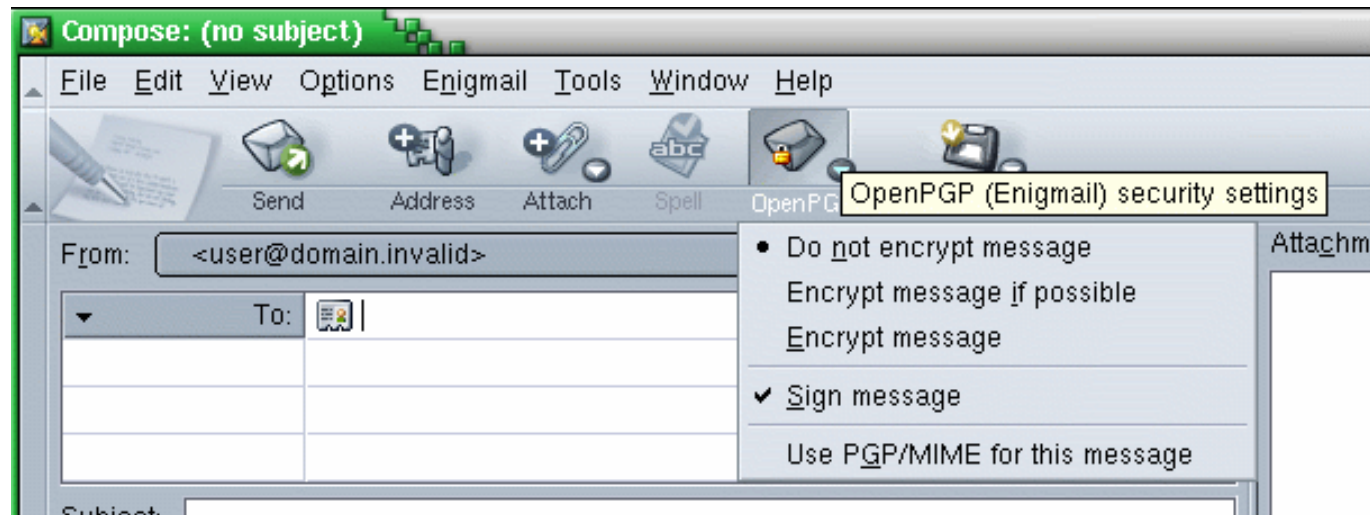 Compose: (no subject)
File Edit View Options Enigmail Tools Window Help
Send Address Attach Spell OpenPG
OpenPGP (Enigmail) security settings
From: <user@domain.invalid>
Attachm
To:
Do not encrypt message
Encrypt message if possible
Encrypt message
Sign message
Use PGP/MIME for this message
Subject: